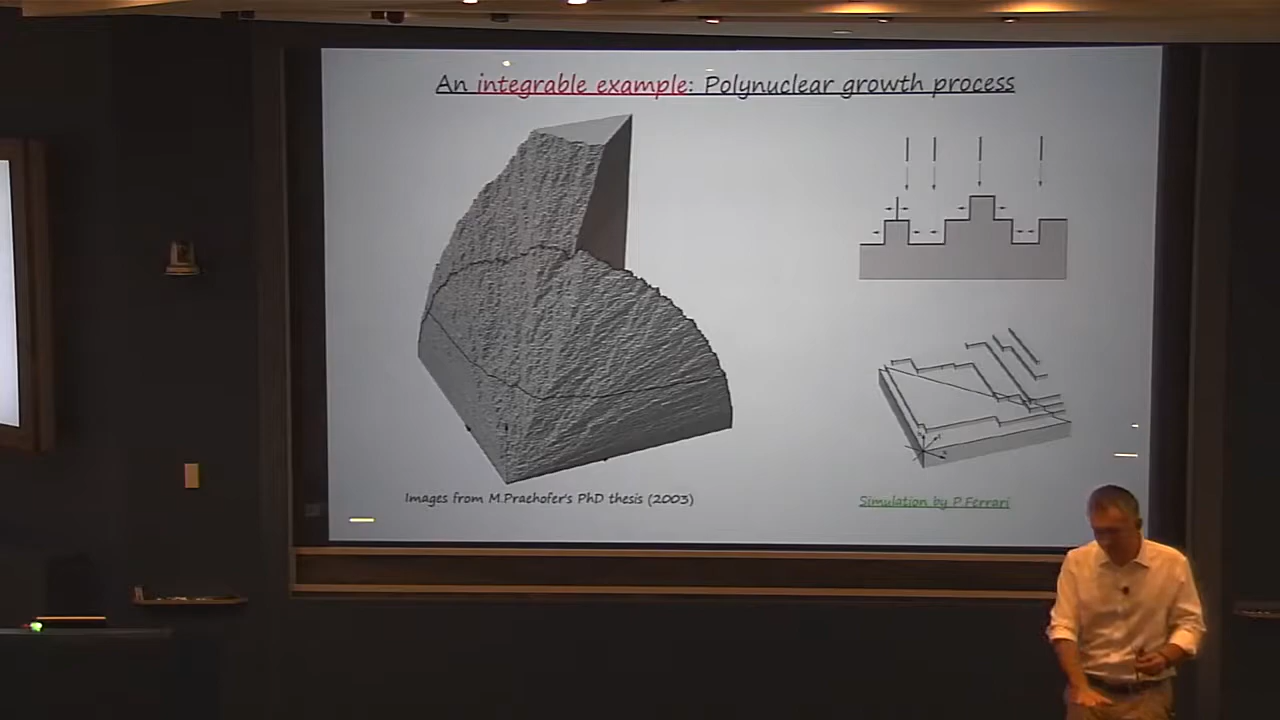 An integrable example: Polynuclear growth process
Images from M.Praehofer's PhD thesis (2003)
Simulation by P.Ferrari